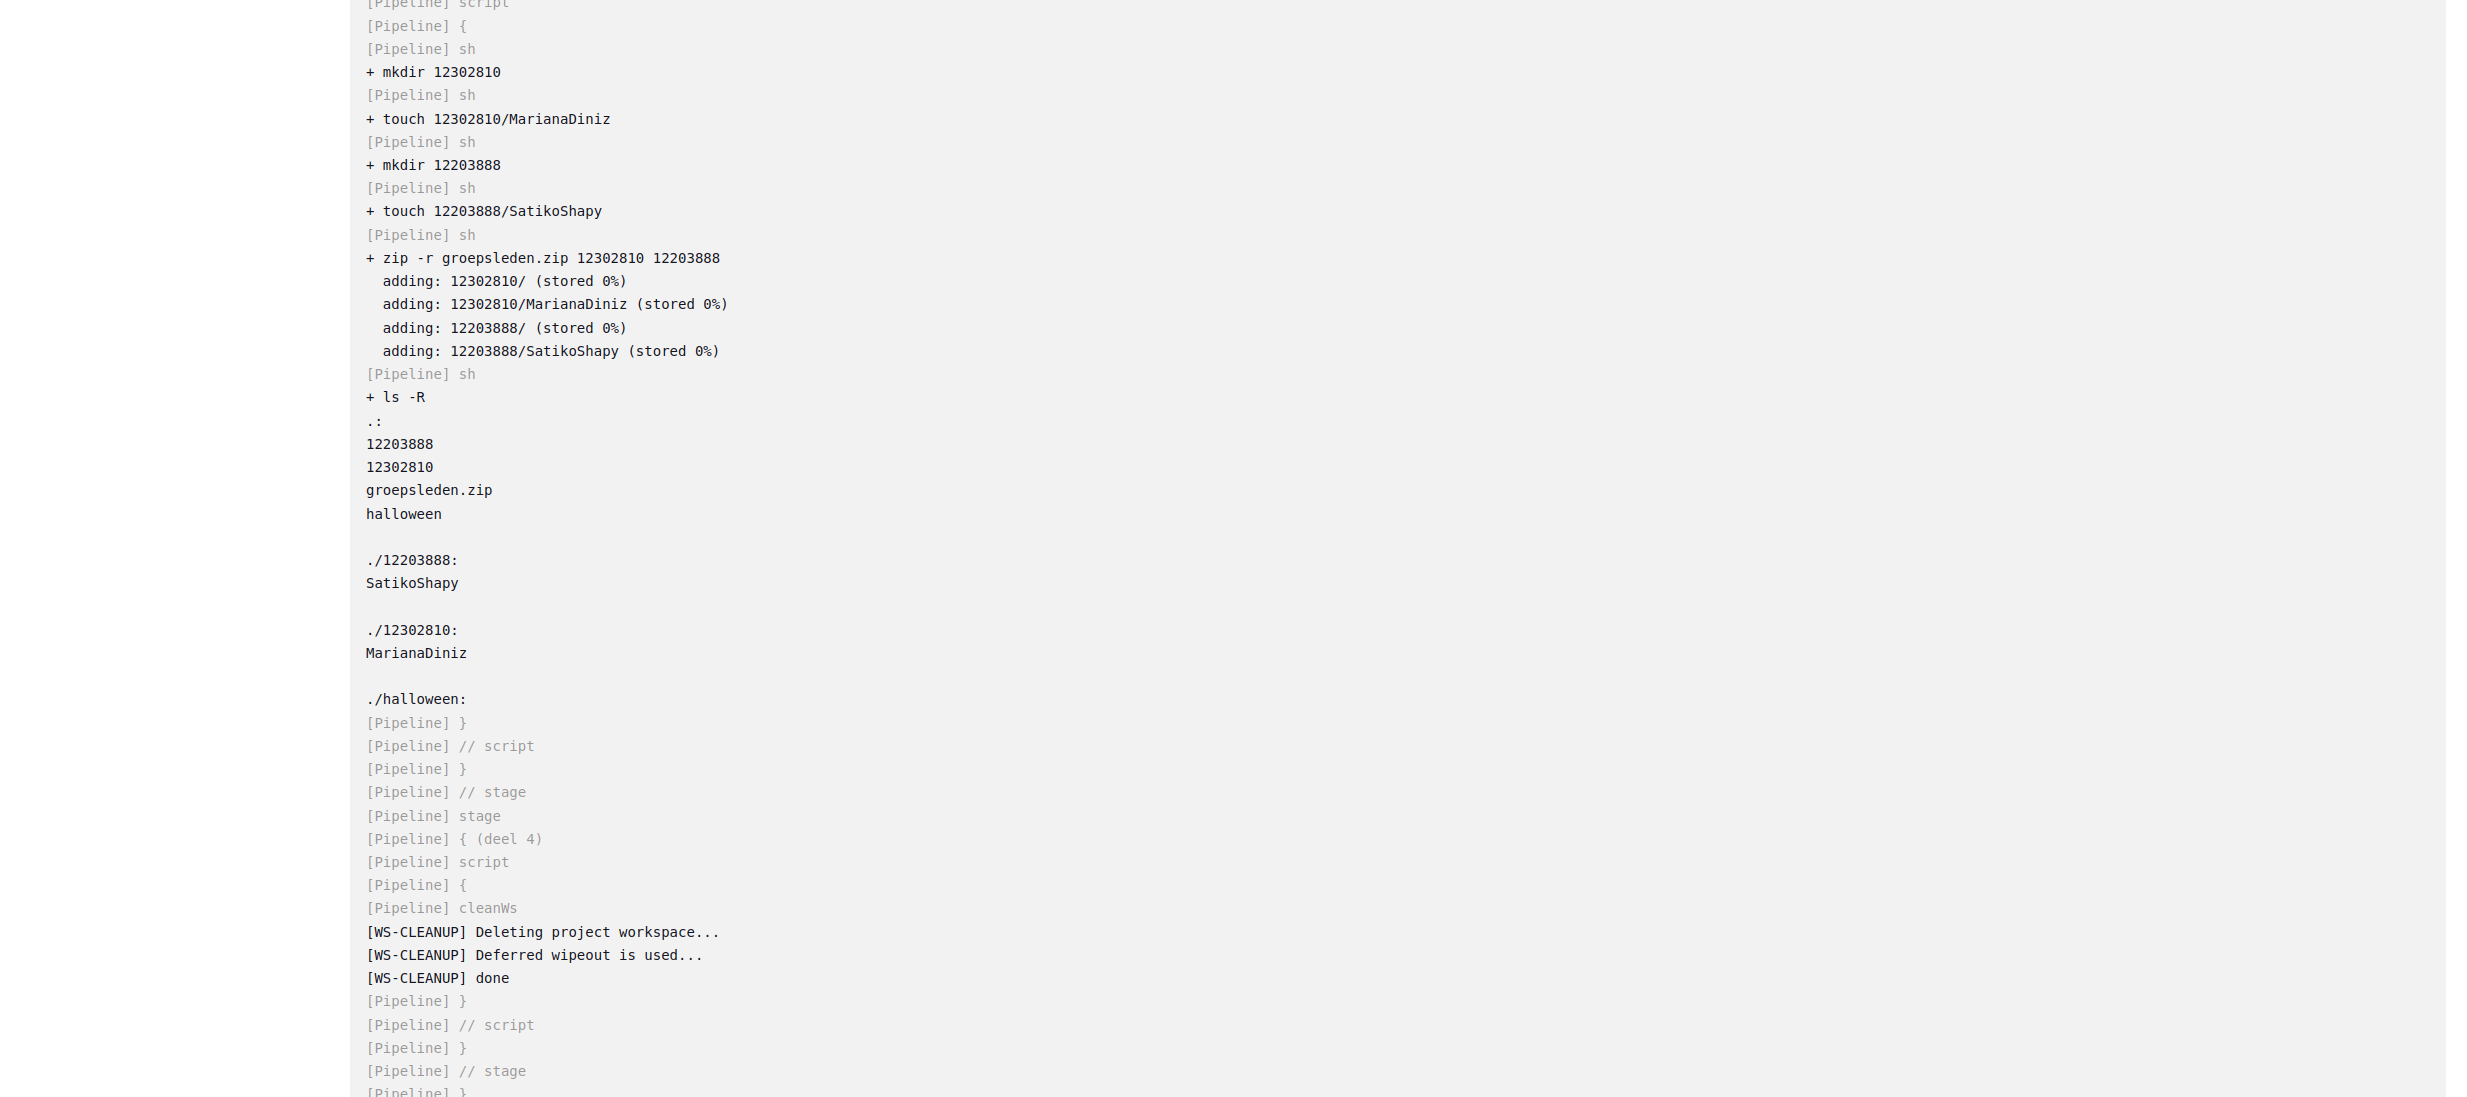 [Pipeline] script
[Pipeline] {
[Pipeline] sh
+ mkdir 12302810
[Pipeline] sh
+ touch 12302810/MarianaDiniz
[Pipeline] sh
+ mkdir 12203888
[Pipeline] sh
+ touch 12203888/SatikoShapy
[Pipeline] sh
+ zip -r groepsleden.zip 12302810 12203888
  adding: 12302810/ (stored 0%)
  adding: 12302810/MarianaDiniz (stored 0%)
  adding: 12203888/ (stored 0%)
  adding: 12203888/SatikoShapy (stored 0%)
[Pipeline] sh
+ ls -R
.:
12203888
12302810
groepsleden.zip
halloween

./12203888:
SatikoShapy

./12302810:
MarianaDiniz

./halloween:
[Pipeline] }
[Pipeline] // script
[Pipeline] }
[Pipeline] // stage
[Pipeline] stage
[Pipeline] { (deel 4)
[Pipeline] script
[Pipeline] {
[Pipeline] cleanWs
[WS-CLEANUP] Deleting project workspace...
[WS-CLEANUP] Deferred wipeout is used...
[WS-CLEANUP] done
[Pipeline] }
[Pipeline] // script
[Pipeline] }
[Pipeline] // stage
[Pipeline] }